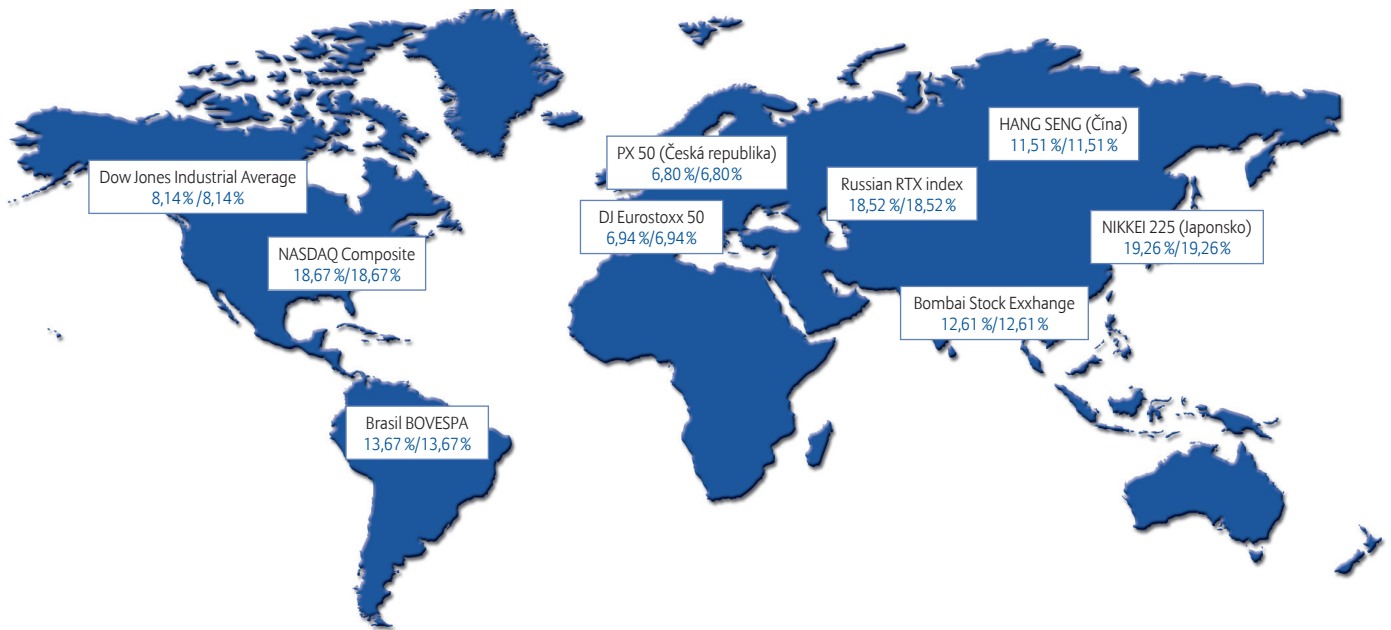 HANG SENG (Čína)
11,51 %/11,51 %
PX 50 (Česká republika)
6,80 %/6,80 %
Dow Jones Industrial Average
8,14 %/8,14 %
Russian RTX index
18,52 %/18,52 %
DJ Eurostoxx 50
6,94 %/6,94 %
NIKKEI 225 (Japonsko)
19,26 %/19,26 %
NASDAQ Composite
18,67 %/18,67 %
Bombai Stock Exxhange
12,61 %/12,61 %
Brasil BOVESPA
13,67 %/13,67 %